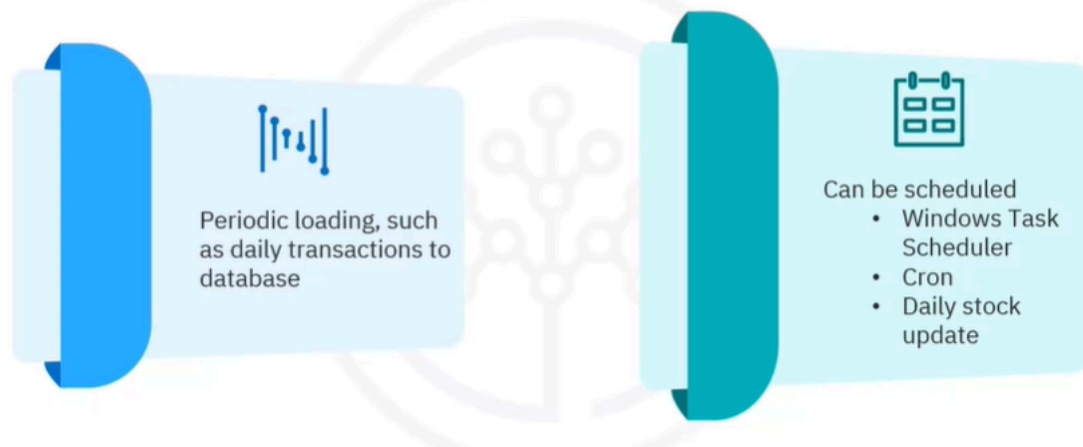 Periodic loading, such
as daily transactions to
database
Can be scheduled
• Windows Task
Scheduler
• Cron
• Daily stock
update